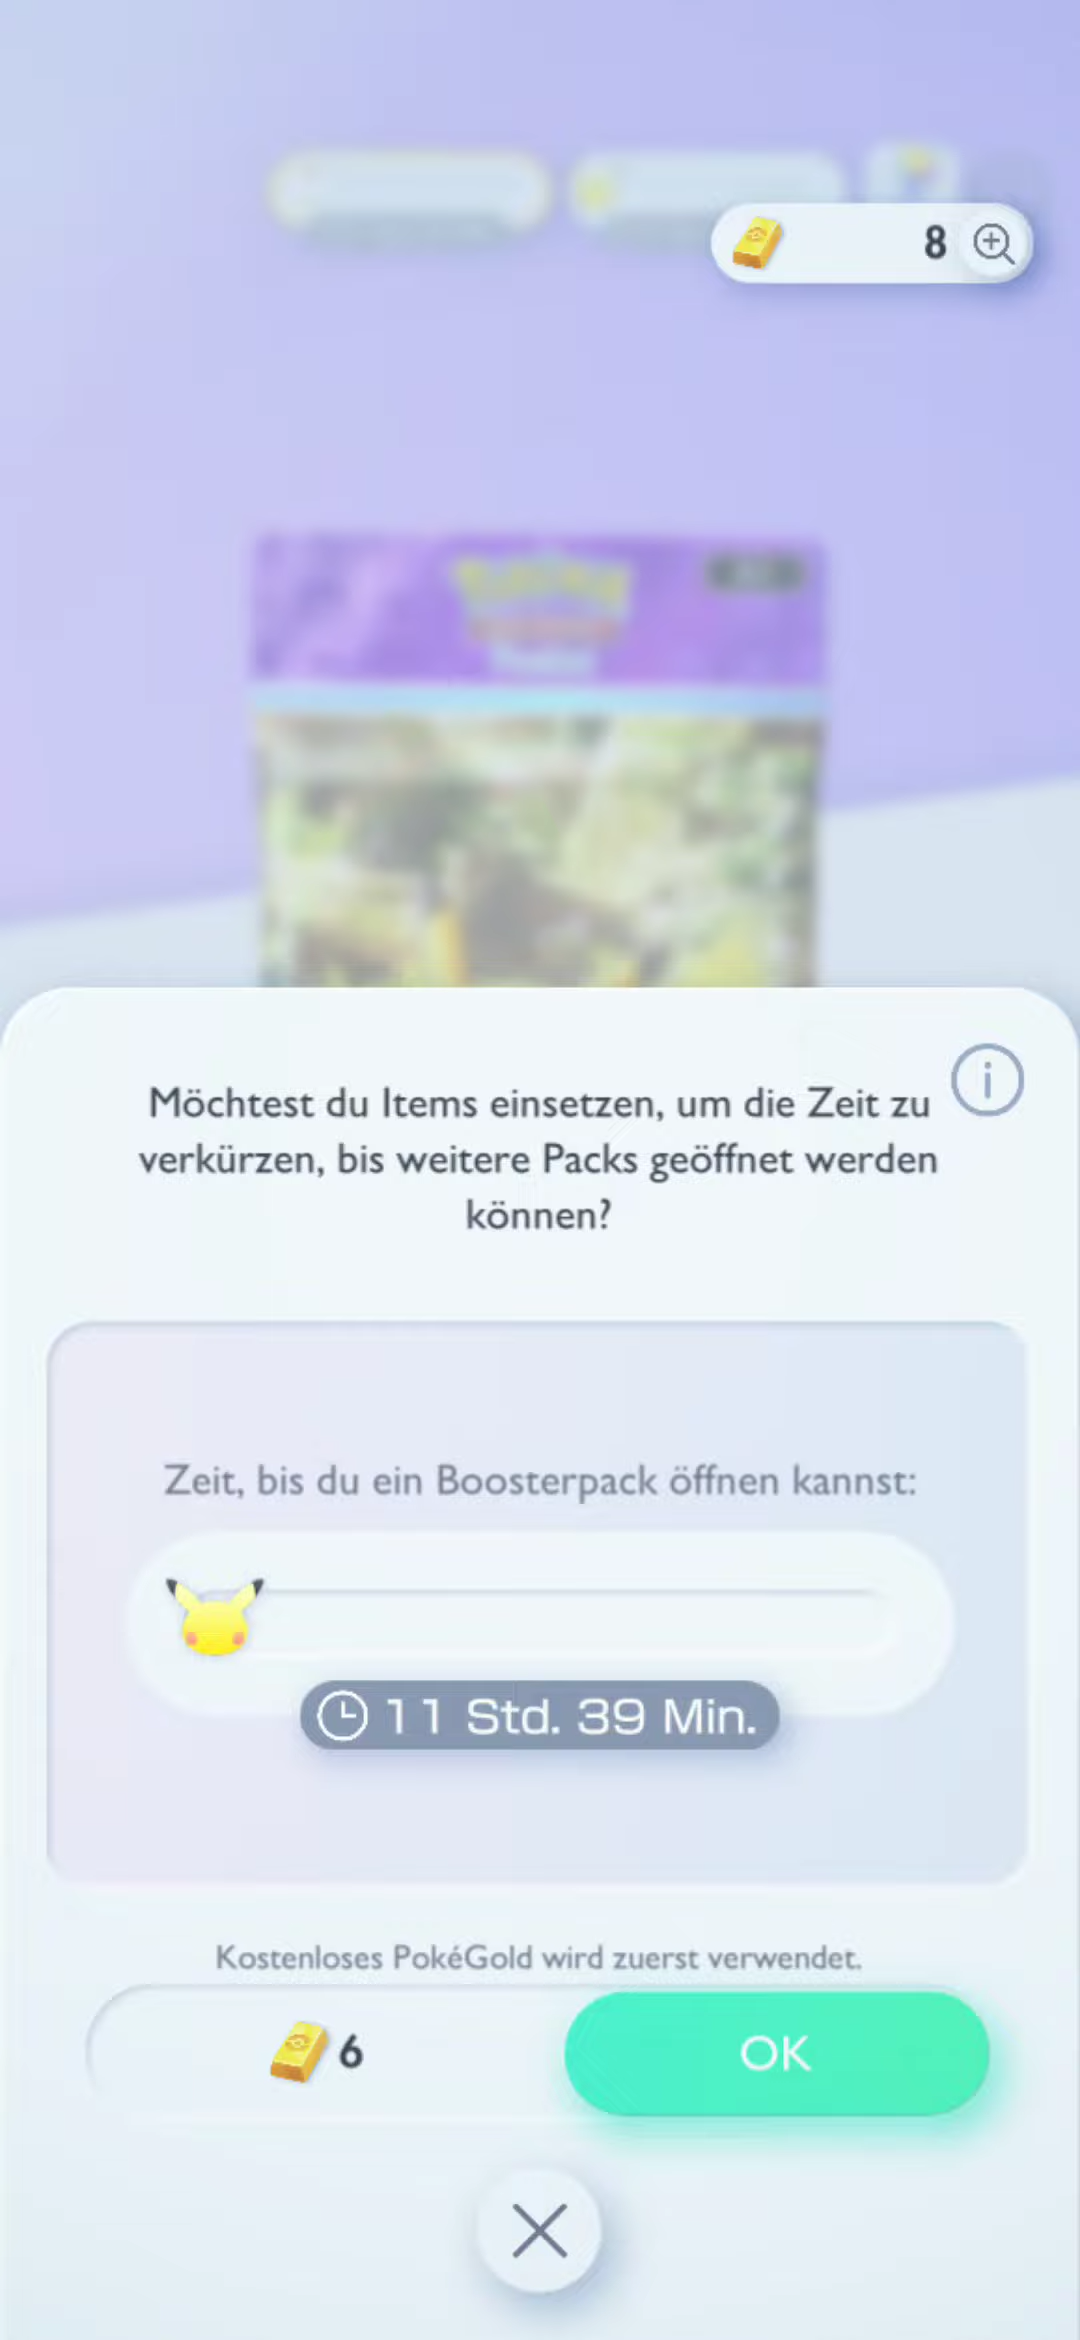 8
Möchtest du Items einsetzen, um die Zeit zu
verkürzen, bis weitere Packs geöffnet werden
können?
Zeit, bis du ein Boosterpack öffnen kannst:
11 Std. 39 Min.
Kostenloses PokéGold wird zuerst verwendet.
6
OK